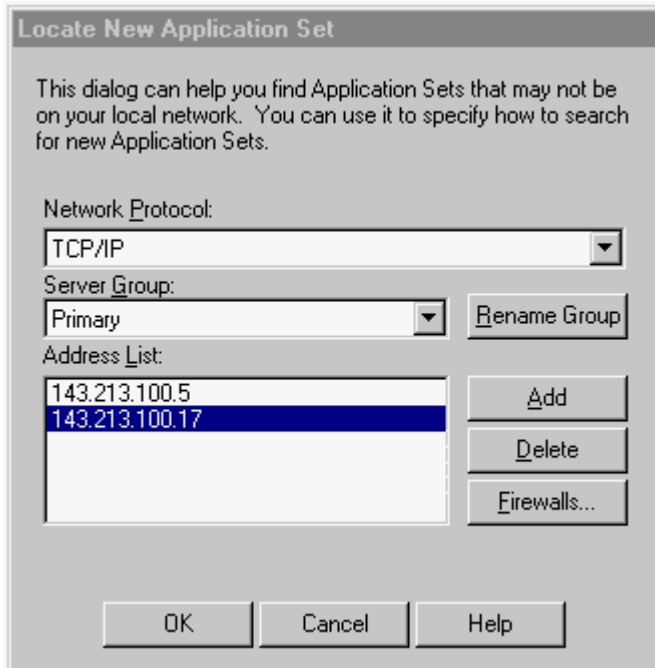 Locate New Application Set
This dialog can help you find Application Sets that may not be
on your local network.  You can use it to specify how to search
for new Application Sets.
Network Protocol:
TCP/IP
Server Group:
Primary
Rename Group
Address List:
143.213.100.5
143.213.100.17
Add
Delete
Firewalls...
OK Cancel Help